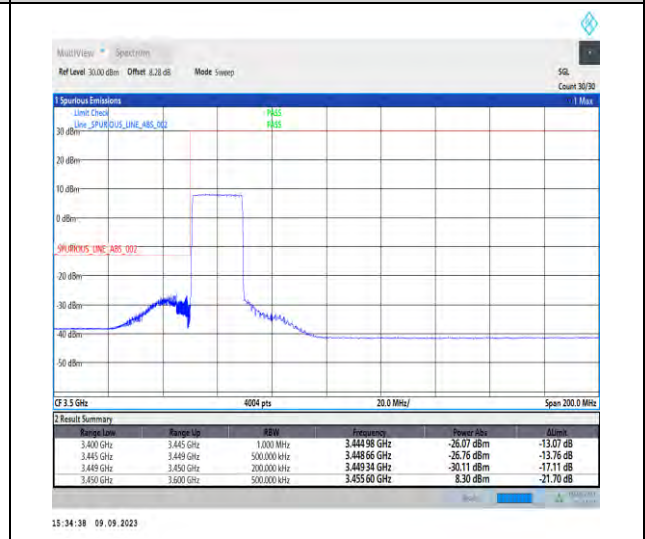 MultiView Spectrum
Ref Level 30.00 dBm Offset 8.28 dB Mode Sweep SGL
Count 30/30
1 Spurious Emissions 1 Max
Limit Check PASS
Line _SPURIOUS_LINE_ABS_002 PASS
30 dBm
20 dBm
10 dBm
0 dBm
_SPURIOUS_LINE_ABS_002
-20 dBm
-30 dBm
-40 dBm
-50 dBm
CF 3.5 GHz 4004 pts 20.0 MHz/ Span 200.0 MHz
2 Result Summary
Range Low Range Up RBW Frequency Power Abs ΔLimit
3.400 GHz 3.445 GHz 1.000 MHz 3.444 98 GHz -26.07 dBm -13.07 dB
3.445 GHz 3.449 GHz 500.000 kHz 3.448 66 GHz -26.76 dBm -13.76 dB
3.449 GHz 3.450 GHz 200.000 kHz 3.449 34 GHz -30.11 dBm -17.11 dB
3.450 GHz 3.600 GHz 500.000 kHz 3.455 60 GHz 8.30 dBm -21.70 dB
15:34:38 09.09.2023